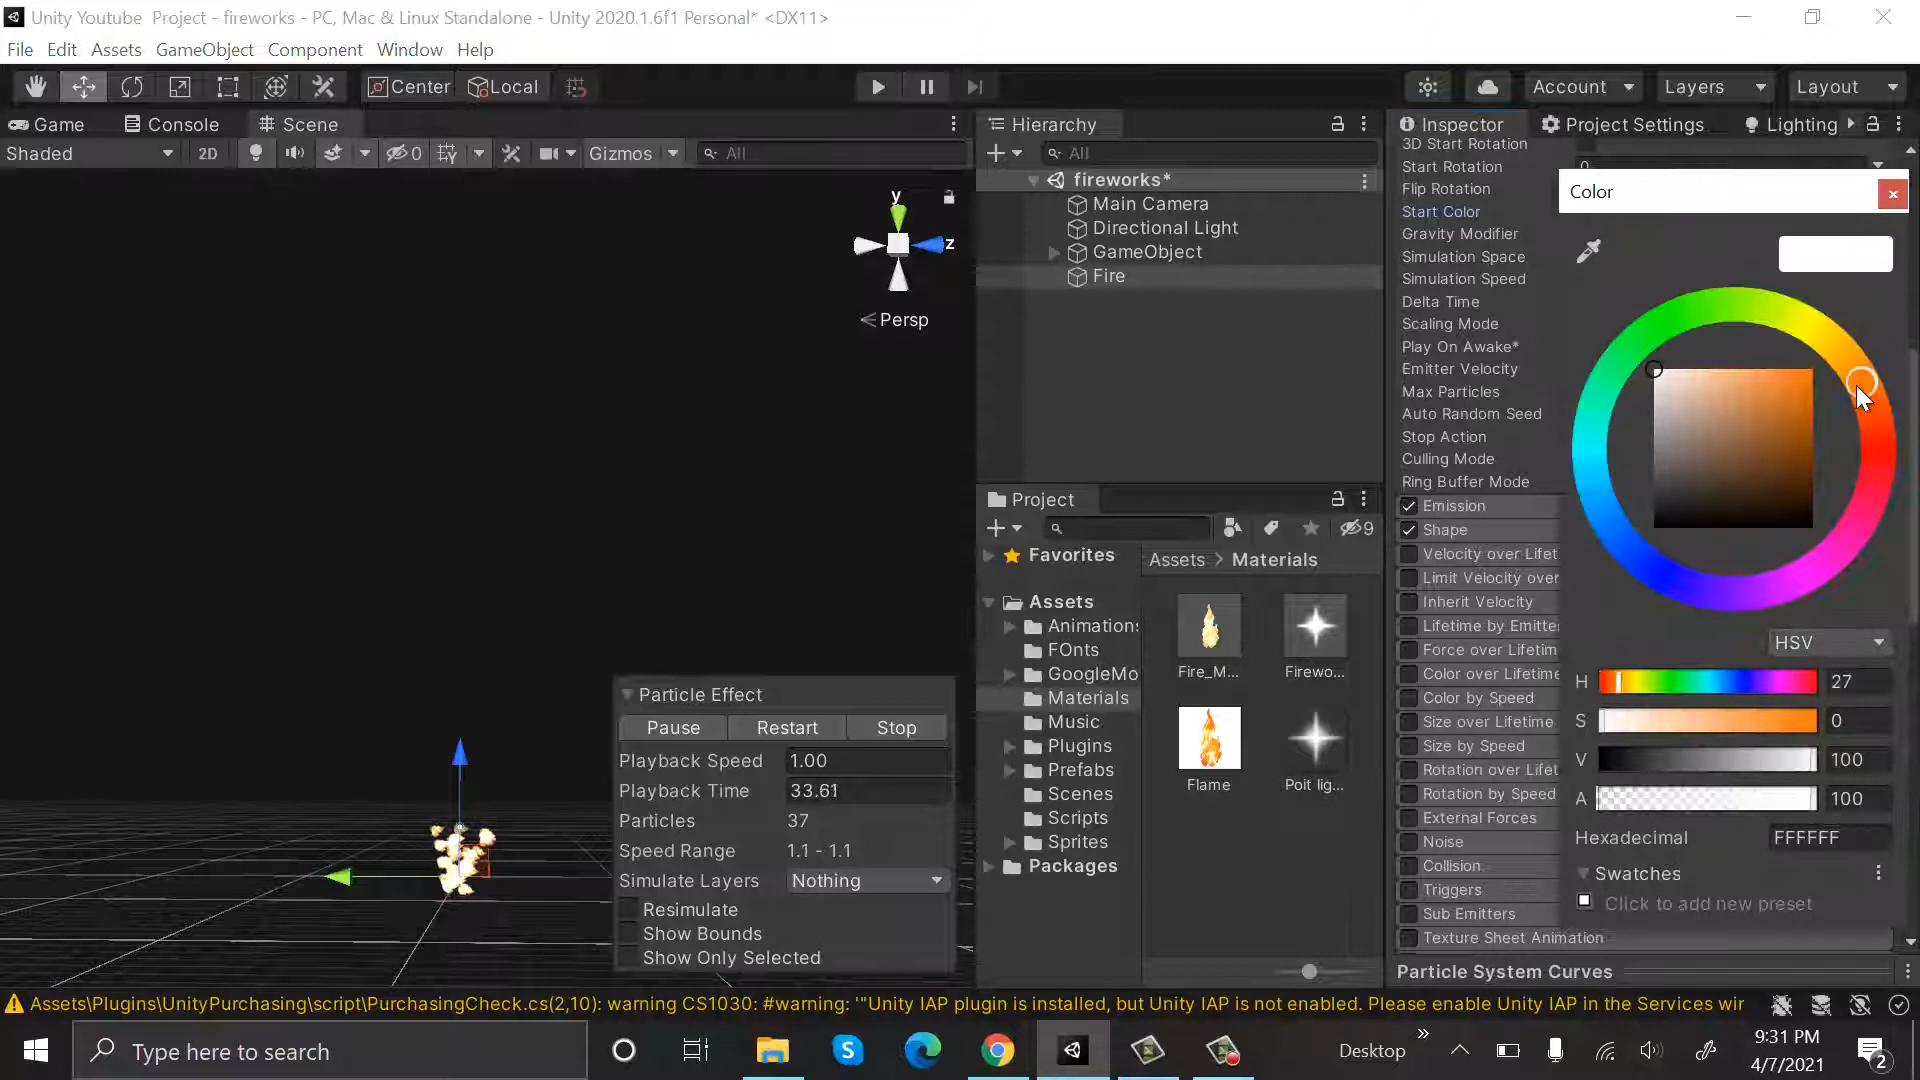 Unity Youtube  Project - fireworks - PC, Mac & Linux Standalone - Unity 2020.1.6f1 Personal* <DX11>
File Edit Assets GameObject Component Window Help
Center Local Account Layers Layout
Game Console Scene
Shaded 2D 0 Gizmos All
y
z
Persp
Particle Effect
Pause Restart Stop
Playback Speed 1.00
Playback Time 33.61
Particles 37
Speed Range 1.1 - 1.1
Simulate Layers Nothing
Resimulate
Show Bounds
Show Only Selected
Hierarchy
All
fireworks*
Main Camera
Directional Light
GameObject
Fire
Project
9
Favorites
Assets
Animation
FOnts
GoogleMo
Materials
Music
Plugins
Prefabs
Scenes
Scripts
Sprites
Packages
Assets > Materials
Fire_M... Firewo...
Flame Poit lig...
Inspector Project Settings Lighting
3D Start Rotation
Start Rotation 0
Flip Rotation
Start Color
Gravity Modifier
Simulation Space
Simulation Speed
Delta Time
Scaling Mode
Play On Awake*
Emitter Velocity
Max Particles
Auto Random Seed
Stop Action
Culling Mode
Ring Buffer Mode
Emission
Shape
Velocity over Lifet
Limit Velocity over
Inherit Velocity
Lifetime by Emitte
Force over Lifetim
Color over Lifetime
Color by Speed
Size over Lifetime
Size by Speed
Rotation over Lifet
Rotation by Speed
External Forces
Noise
Collision
Triggers
Sub Emitters
Texture Sheet Animation
Particle System Curves
Color
x
HSV
H 27
S 0
V 100
A 100
Hexadecimal FFFFFF
Swatches
Click to add new preset
Assets\Plugins\UnityPurchasing\script\PurchasingCheck.cs(2,10): warning CS1030: #warning: '"Unity IAP plugin is installed, but Unity IAP is not enabled. Please enable Unity IAP in the Services wir
Type here to search
Desktop
9:31 PM
4/7/2021
2